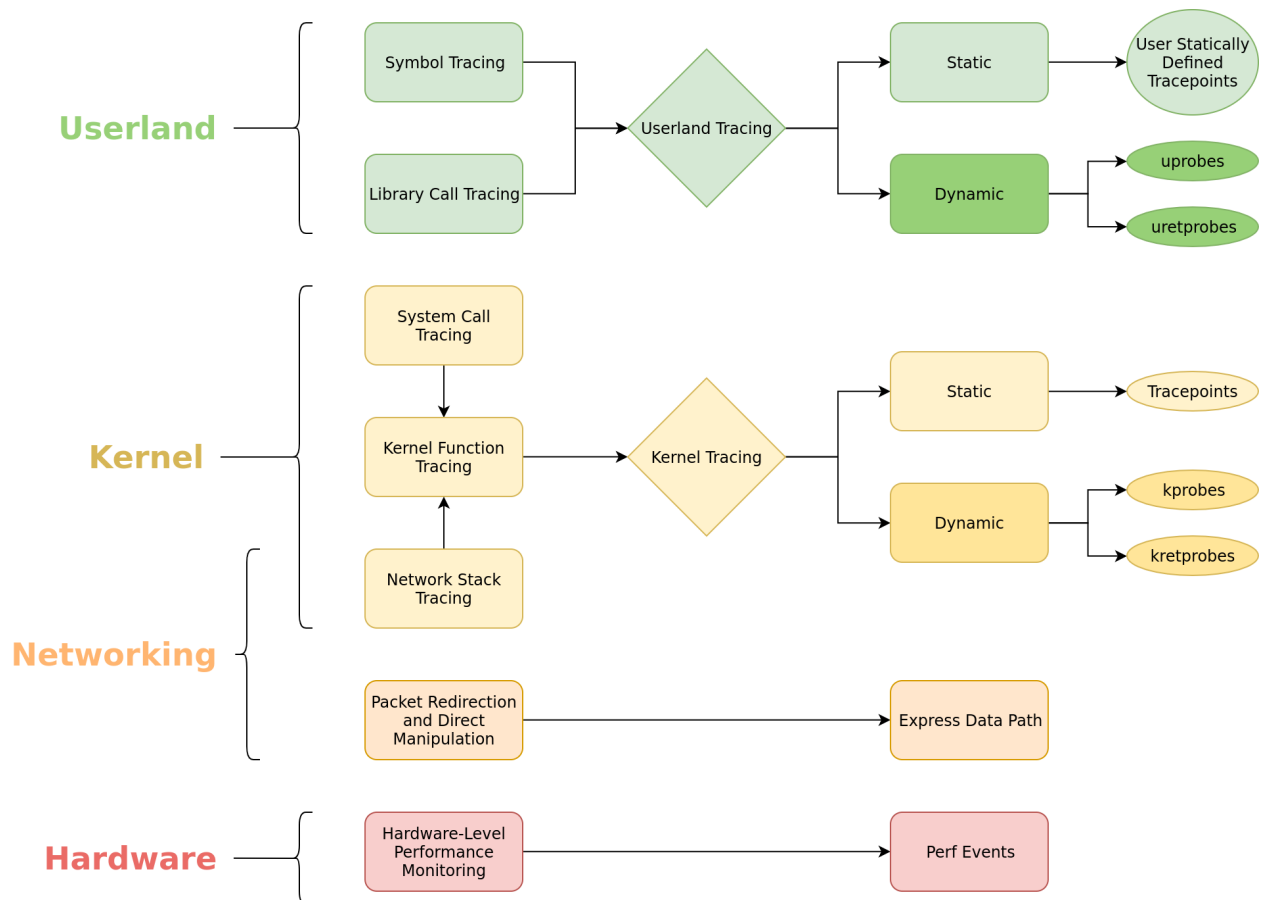 Userland
Symbol Tracing
Library Call Tracing
Userland Tracing
Static
Dynamic
User Statically
Defined
Tracepoints
uprobes
uretprobes
Kernel
System Call
Tracing
Kernel Function
Tracing
Network Stack
Tracing
Kernel Tracing
Static
Dynamic
Tracepoints
kprobes
kretprobes
Networking
Packet Redirection
and Direct
Manipulation
Express Data Path
Hardware
Hardware-Level
Performance
Monitoring
Perf Events